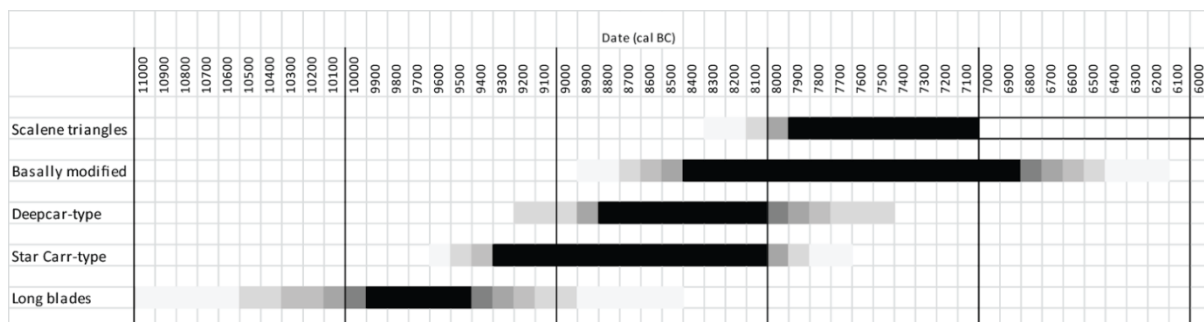 Date (cal BC)
11000 10900 10800 10700 10600 10500 10400 10300 10200 10100 10000 9900 9800 9700 9600 9500 9400 9300 9200 9100 9000 8900 8800 8700 8600 8500 8400 8300 8200 8100 8000 7900 7800 7700 7600 7500 7400 7300 7200 7100 7000 6900 6800 6700 6600 6500 6400 6300 6200 6100 6000
Scalene triangles
Basally modified
Deepcar-type
Star Carr-type
Long blades